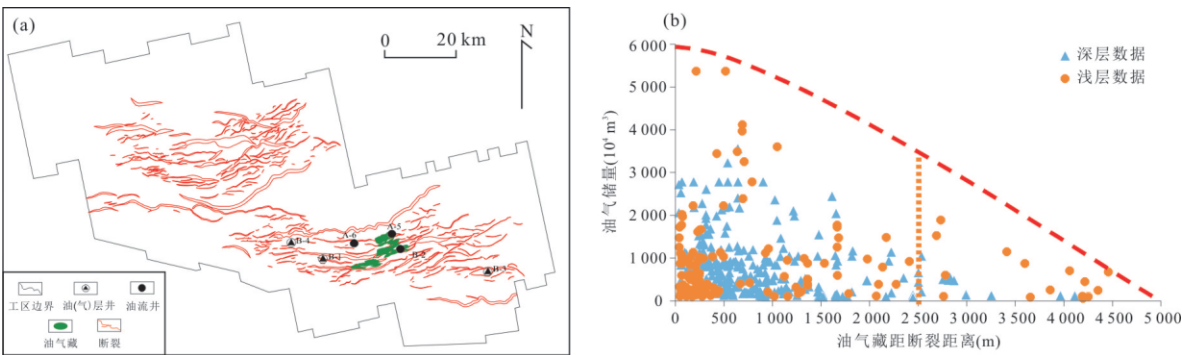 (a)
0 20 km
N
A-5
A-6
B-4
B-1
B-2
B-3
工区边界 油(气)层井 油流井
油气藏 断裂
(b)
油气储量(10⁴ m³)
6 000
5 000
4 000
3 000
2 000
1 000
0
深层数据
浅层数据
0 500 1 000 1 500 2 000 2 500 3 000 3 500 4 000 4 500 5 000
油气藏距断裂距离(m)